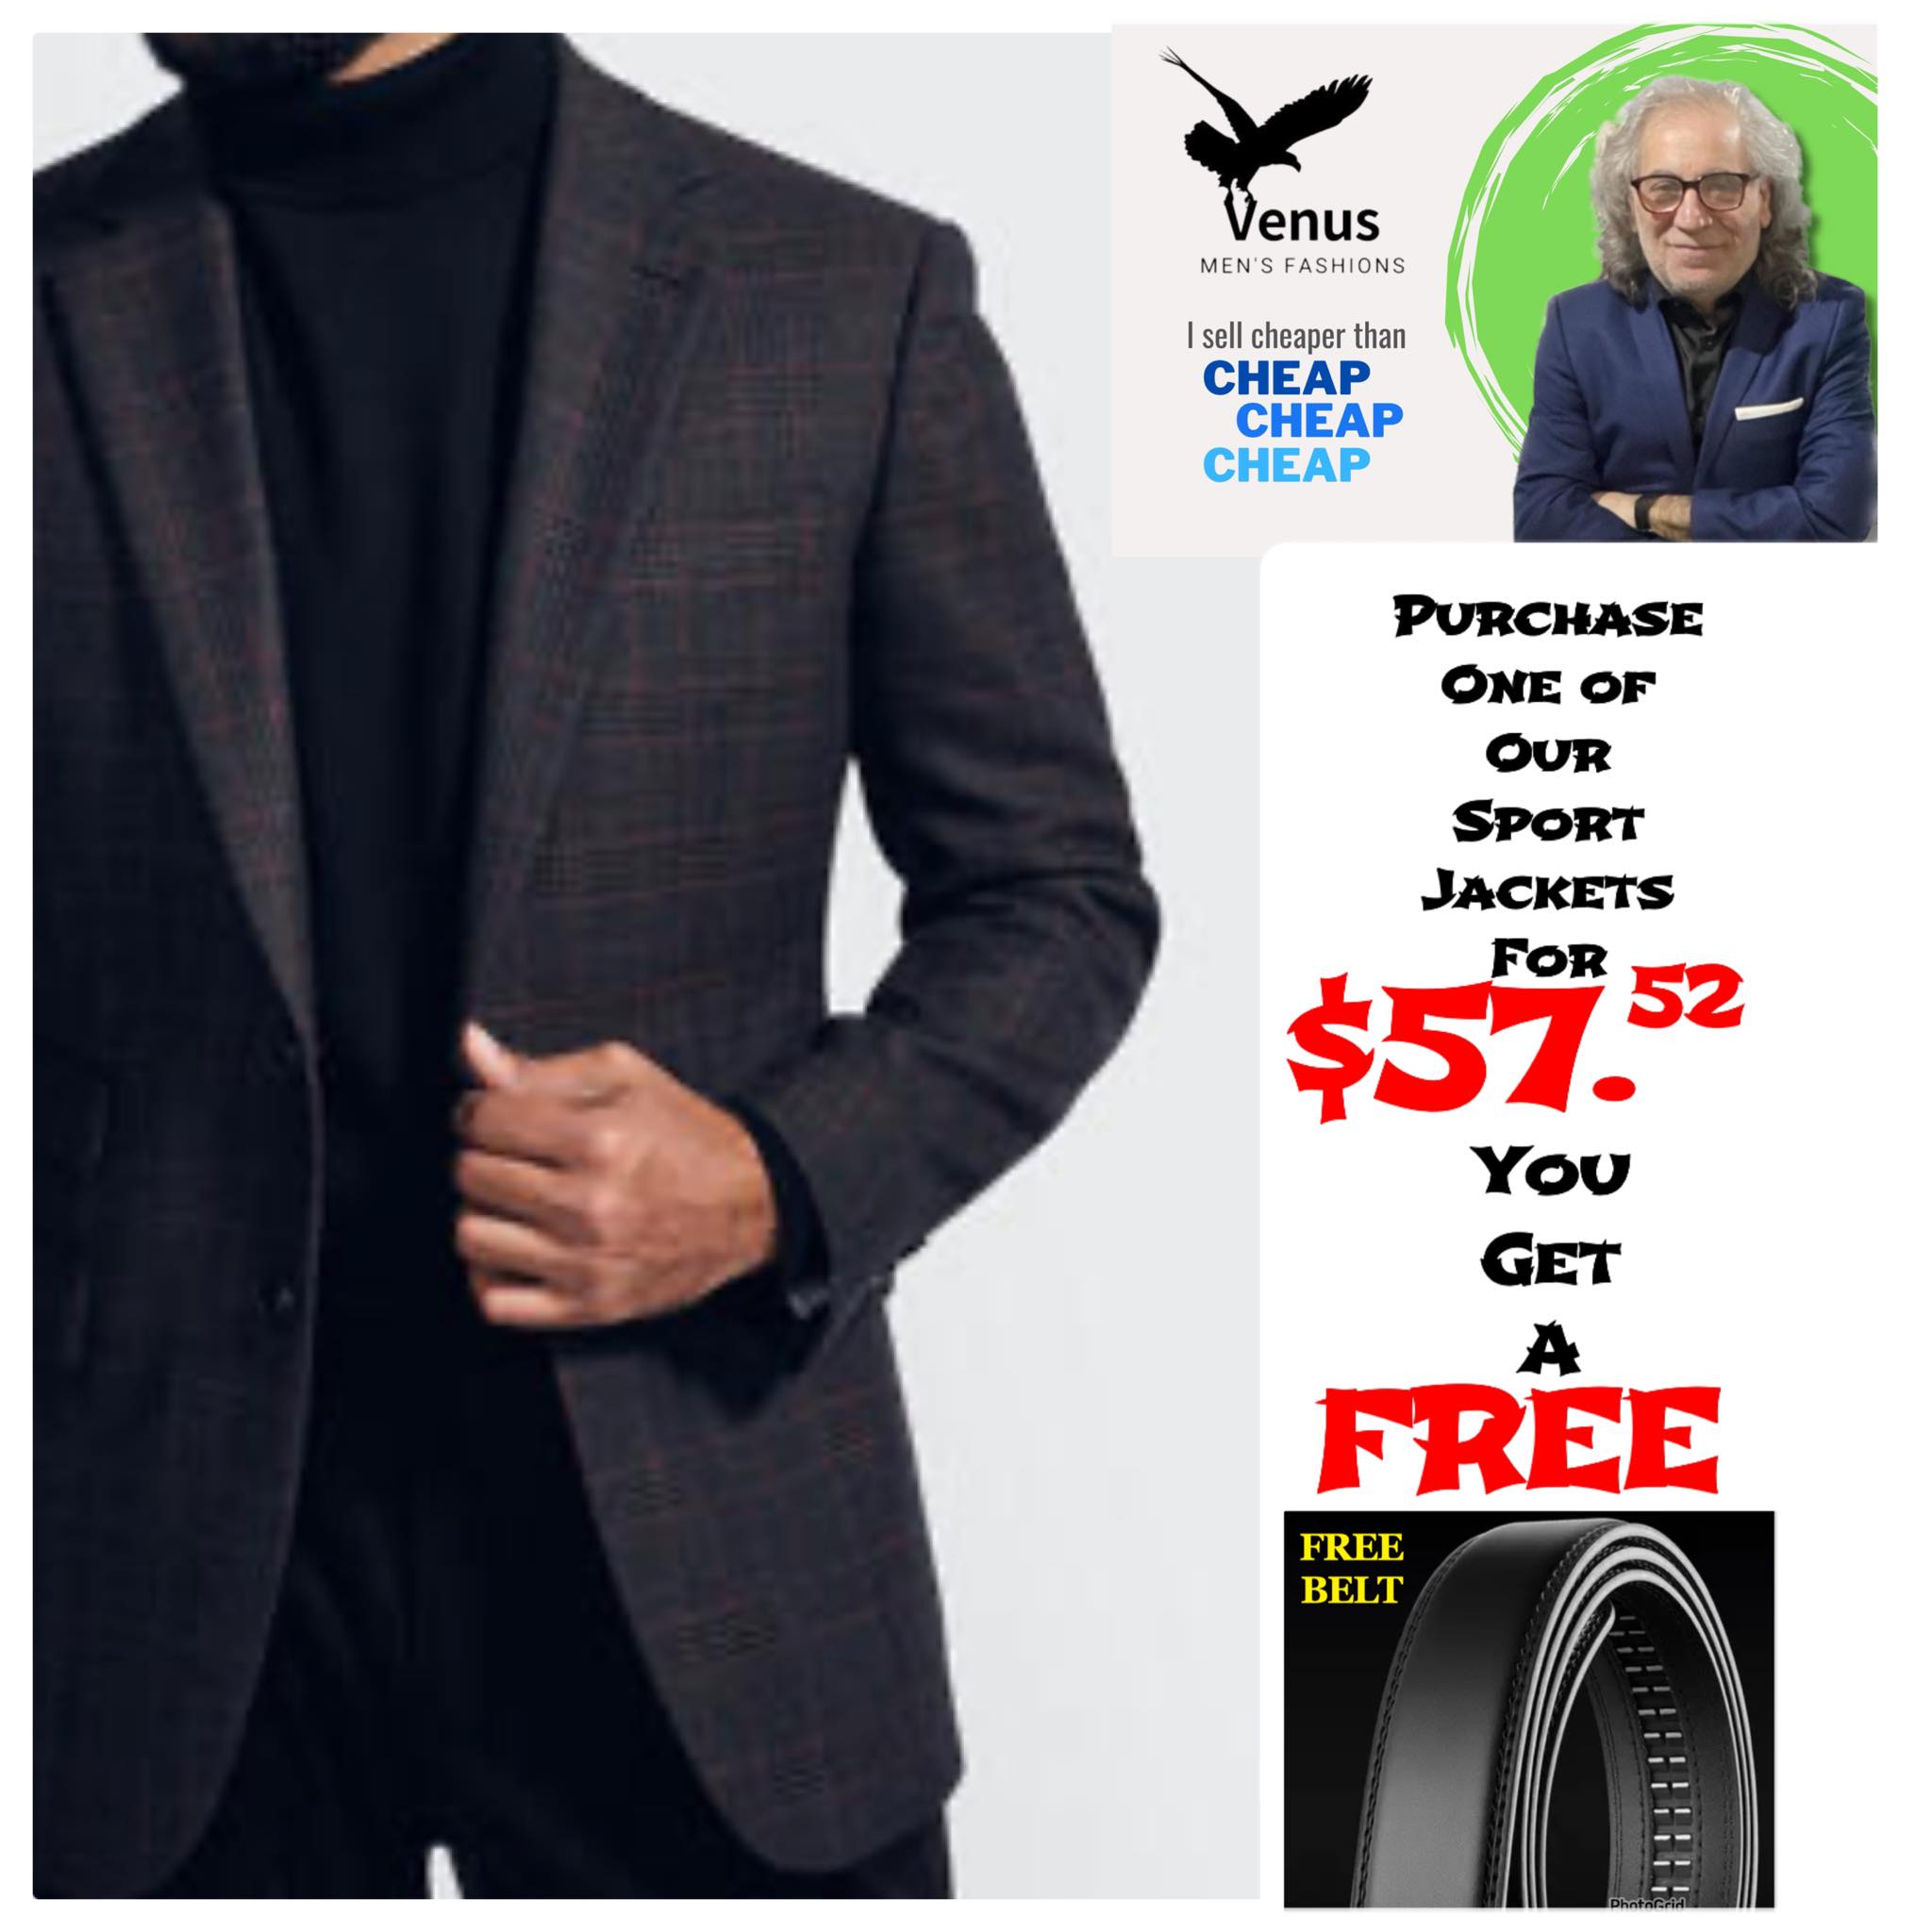 Venus
MEN'S FASHIONS
I sell cheaper than
CHEAP
CHEAP
CHEAP
PURCHASE
ONE OF
OUR
SPORT
JACKETS
FOR
$57.52
YOU
GET
A
FREE
FREE
BELT
PhotoGrid